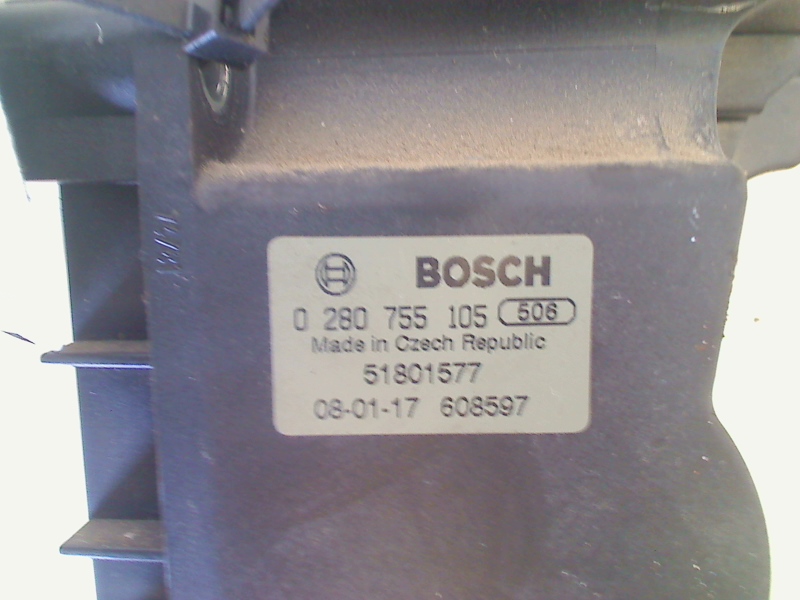 BOSCH
0 280 755 105 506
Made in Czech Republic
51801577
08-01-17 608597